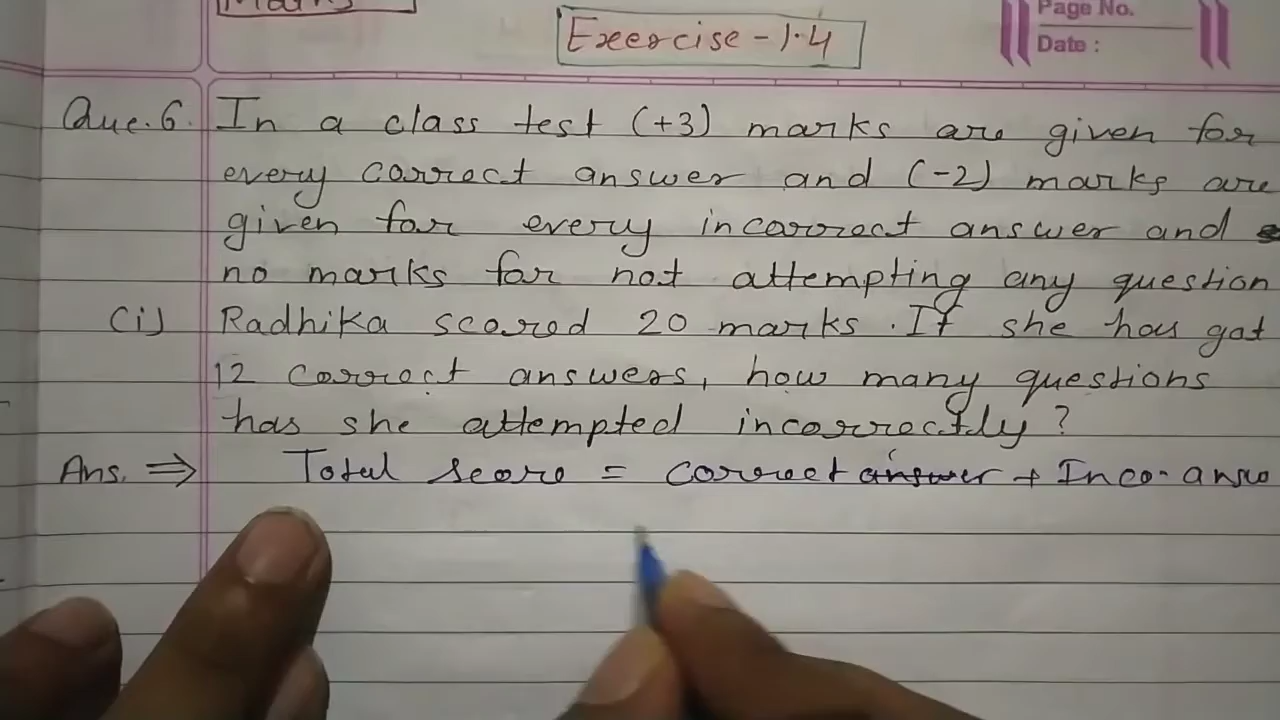 Exercise - 1.4
Page No.
Date :
Que. 6. In a class test (+3) marks are given for
every correct answer and (-2) marks are
given for every incorrect answer and
no marks for not attempting any question
(i) Radhika scored 20 marks. If she has got
12 correct answers, how many questions
has she attempted incorrectly?
Ans. ⇒ Total score = correct answer + Inco. answ